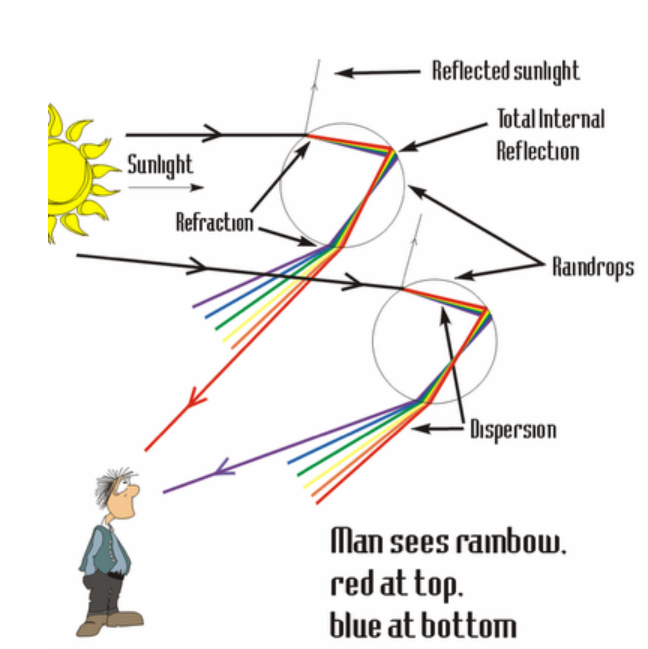 Reflected sunlight
Total Internal
Reflection
Sunlight
Refraction
Raindrops
Dispersion
Man sees rainbow.
red at top.
blue at bottom